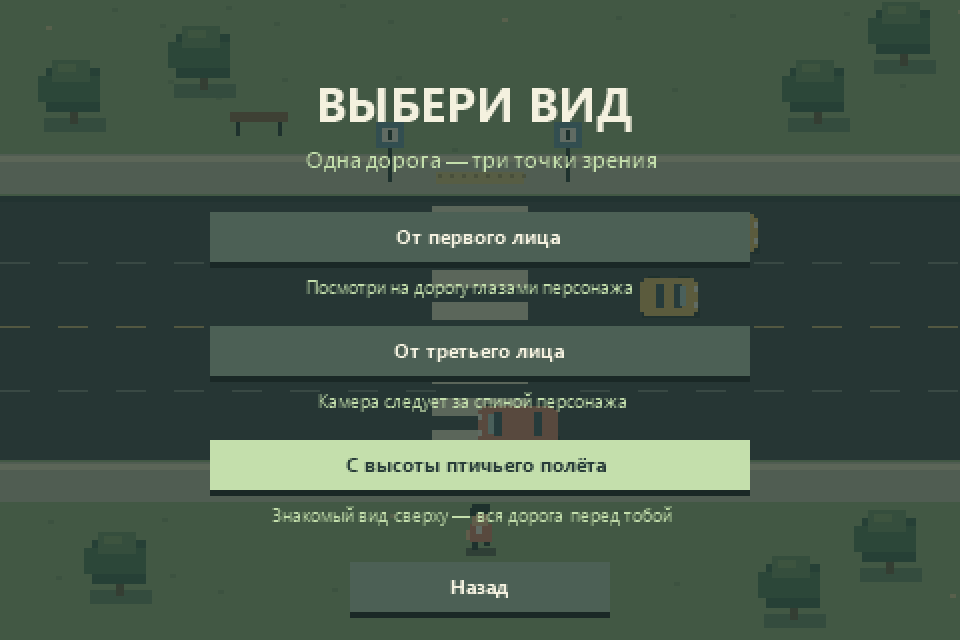 ВЫБЕРИ ВИД
Одна дорога — три точки зрения
От первого лица
Посмотри на дорогу глазами персонажа
От третьего лица
Камера следует за спиной персонажа
С высоты птичьего полёта
Знакомый вид сверху — вся дорога перед тобой
Назад